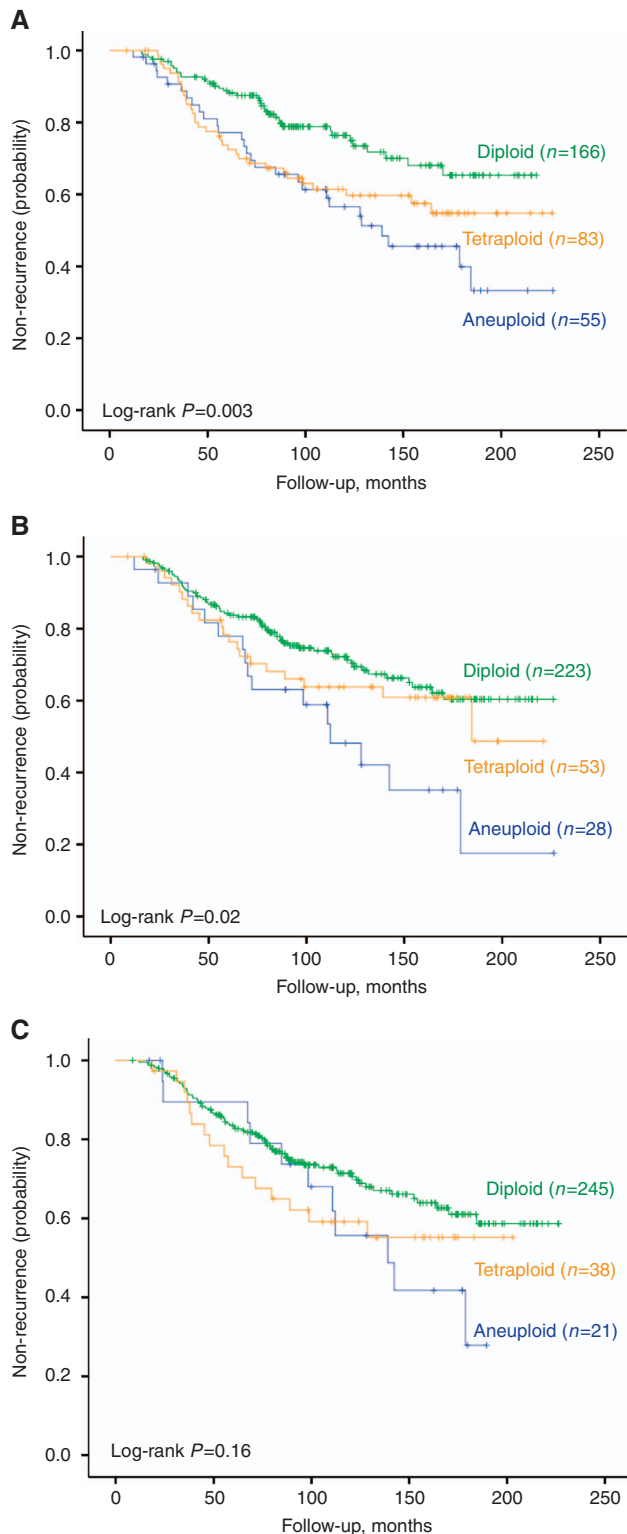 A
Non-recurrence (probability)
1.0
0.8
0.6
0.4
0.2
0.0
Diploid (n=166)
Tetraploid (n=83)
Aneuploid (n=55)
Log-rank P=0.003
0 50 100 150 200 250
Follow-up, months
B
Non-recurrence (probability)
1.0
0.8
0.6
0.4
0.2
0.0
Diploid (n=223)
Tetraploid (n=53)
Aneuploid (n=28)
Log-rank P=0.02
0 50 100 150 200 250
Follow-up, months
C
Non-recurrence (probability)
1.0
0.8
0.6
0.4
0.2
0.0
Diploid (n=245)
Tetraploid (n=38)
Aneuploid (n=21)
Log-rank P=0.16
0 50 100 150 200 250
Follow-up, months